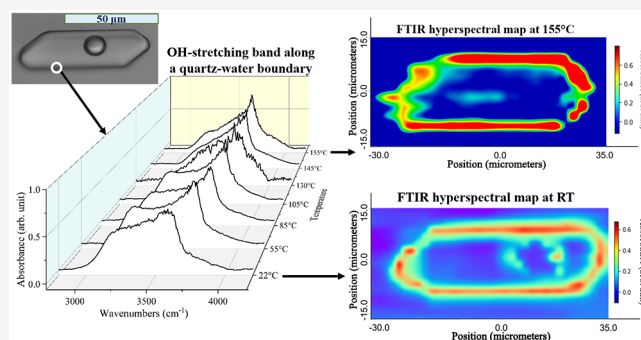 50 μm
OH-stretching band along
a quartz-water boundary
FTIR hyperspectral map at 155°C
Position (micrometers)
15.0
0.0
-15.0
-30.0
0.0
35.0
Position (micrometers)
0.6
0.4
0.2
0.0
155°C
145°C
130°C
105°C
85°C
55°C
22°C
Temperature
Absorbance (arb. unit)
1.0
0.5
0.0
3000
3500
4000
Wavenumbers (cm⁻¹)
FTIR hyperspectral map at RT
Position (micrometers)
15.0
0.0
-15.0
-30.0
0.0
35.0
Position (micrometers)
0.6
0.4
0.2
0.0